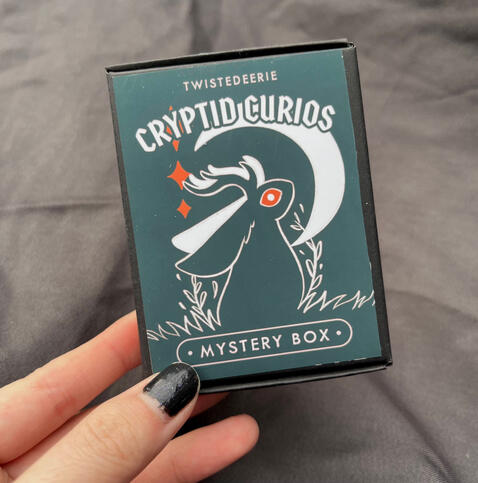 TWISTEDEERIE
CRYPTID CURIOS
• MYSTERY BOX •